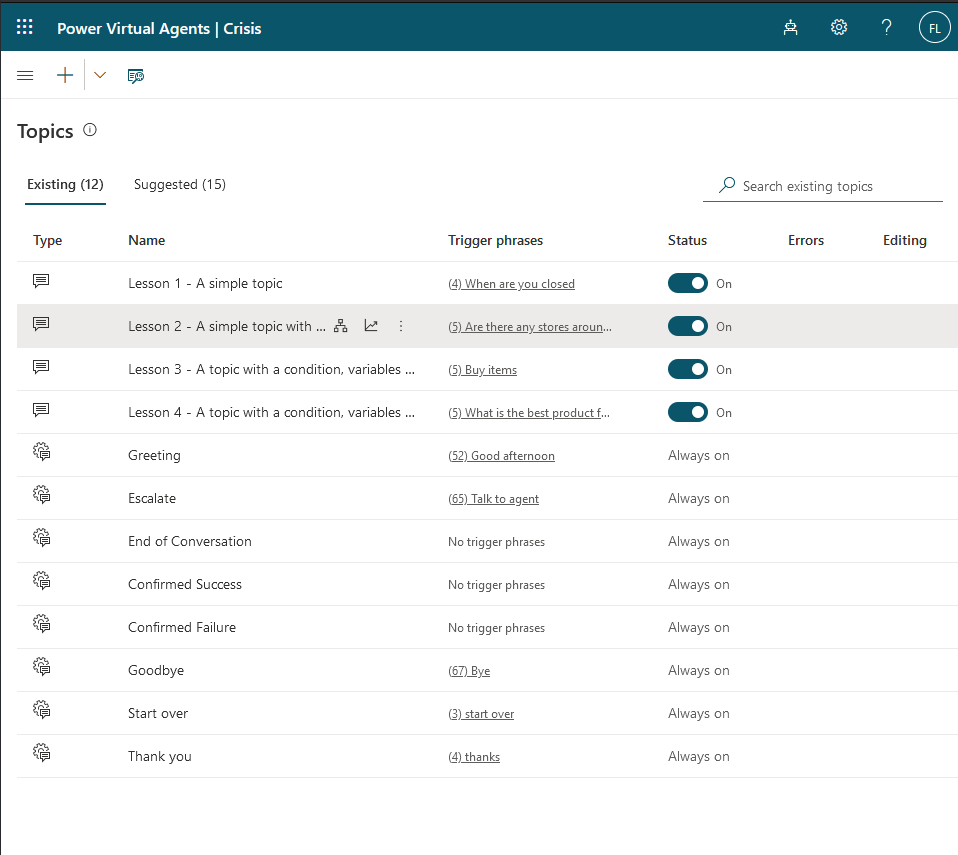 Power Virtual Agents | Crisis
?
FL
Topics
Existing (12) Suggested (15) Search existing topics
Type Name Trigger phrases Status Errors Editing
Lesson 1 - A simple topic (4) When are you closed On
Lesson 2 - A simple topic with ... (5) Are there any stores aroun... On
Lesson 3 - A topic with a condition, variables ... (5) Buy items On
Lesson 4 - A topic with a condition, variables ... (5) What is the best product f... On
Greeting (52) Good afternoon Always on
Escalate (65) Talk to agent Always on
End of Conversation No trigger phrases Always on
Confirmed Success No trigger phrases Always on
Confirmed Failure No trigger phrases Always on
Goodbye (67) Bye Always on
Start over (3) start over Always on
Thank you (4) thanks Always on